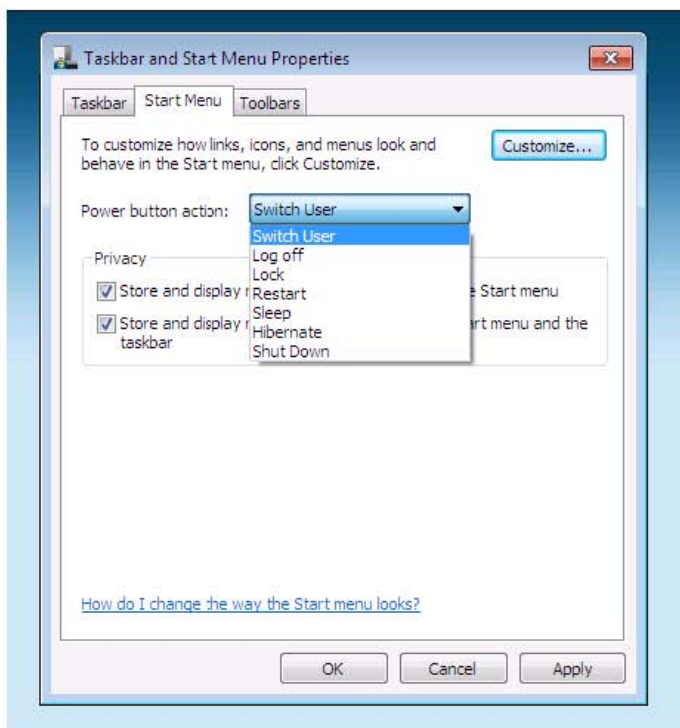 Taskbar and Start Menu Properties
Taskbar Start Menu Toolbars
To customize how links, icons, and menus look and
behave in the Start menu, click Customize.
Customize...
Power button action: Switch User
Switch User
Log off
Lock
Restart
Sleep
Hibernate
Shut Down
Privacy
Store and display
Start menu
Store and display
menu and the
taskbar
How do I change the way the Start menu looks?
OK Cancel Apply